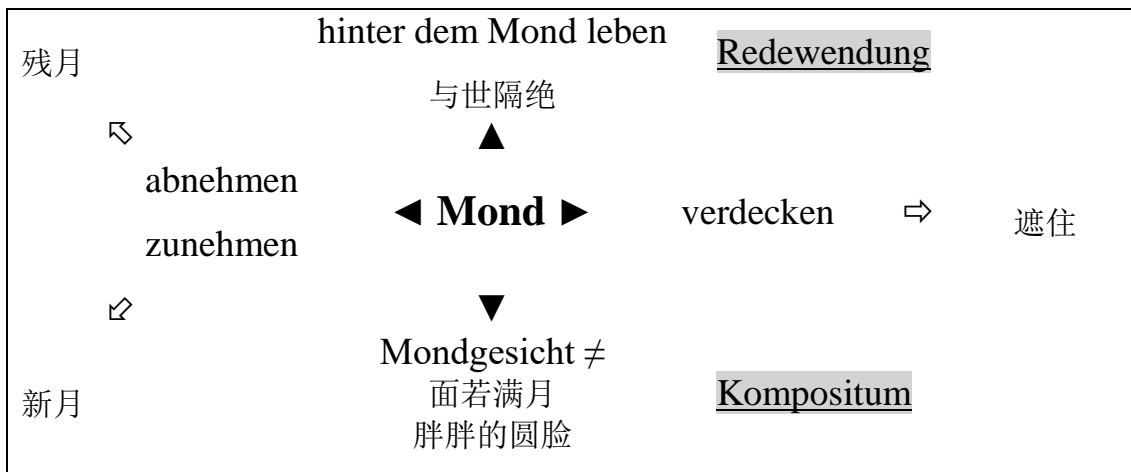 hinter dem Mond leben
Redewendung
残月
与世隔绝
▲
abnehmen
◄ Mond ►
verdecken ⇨ 遮住
zunehmen
▼
Mondgesicht ≠
面若满月
胖胖的圆脸
新月
Kompositum